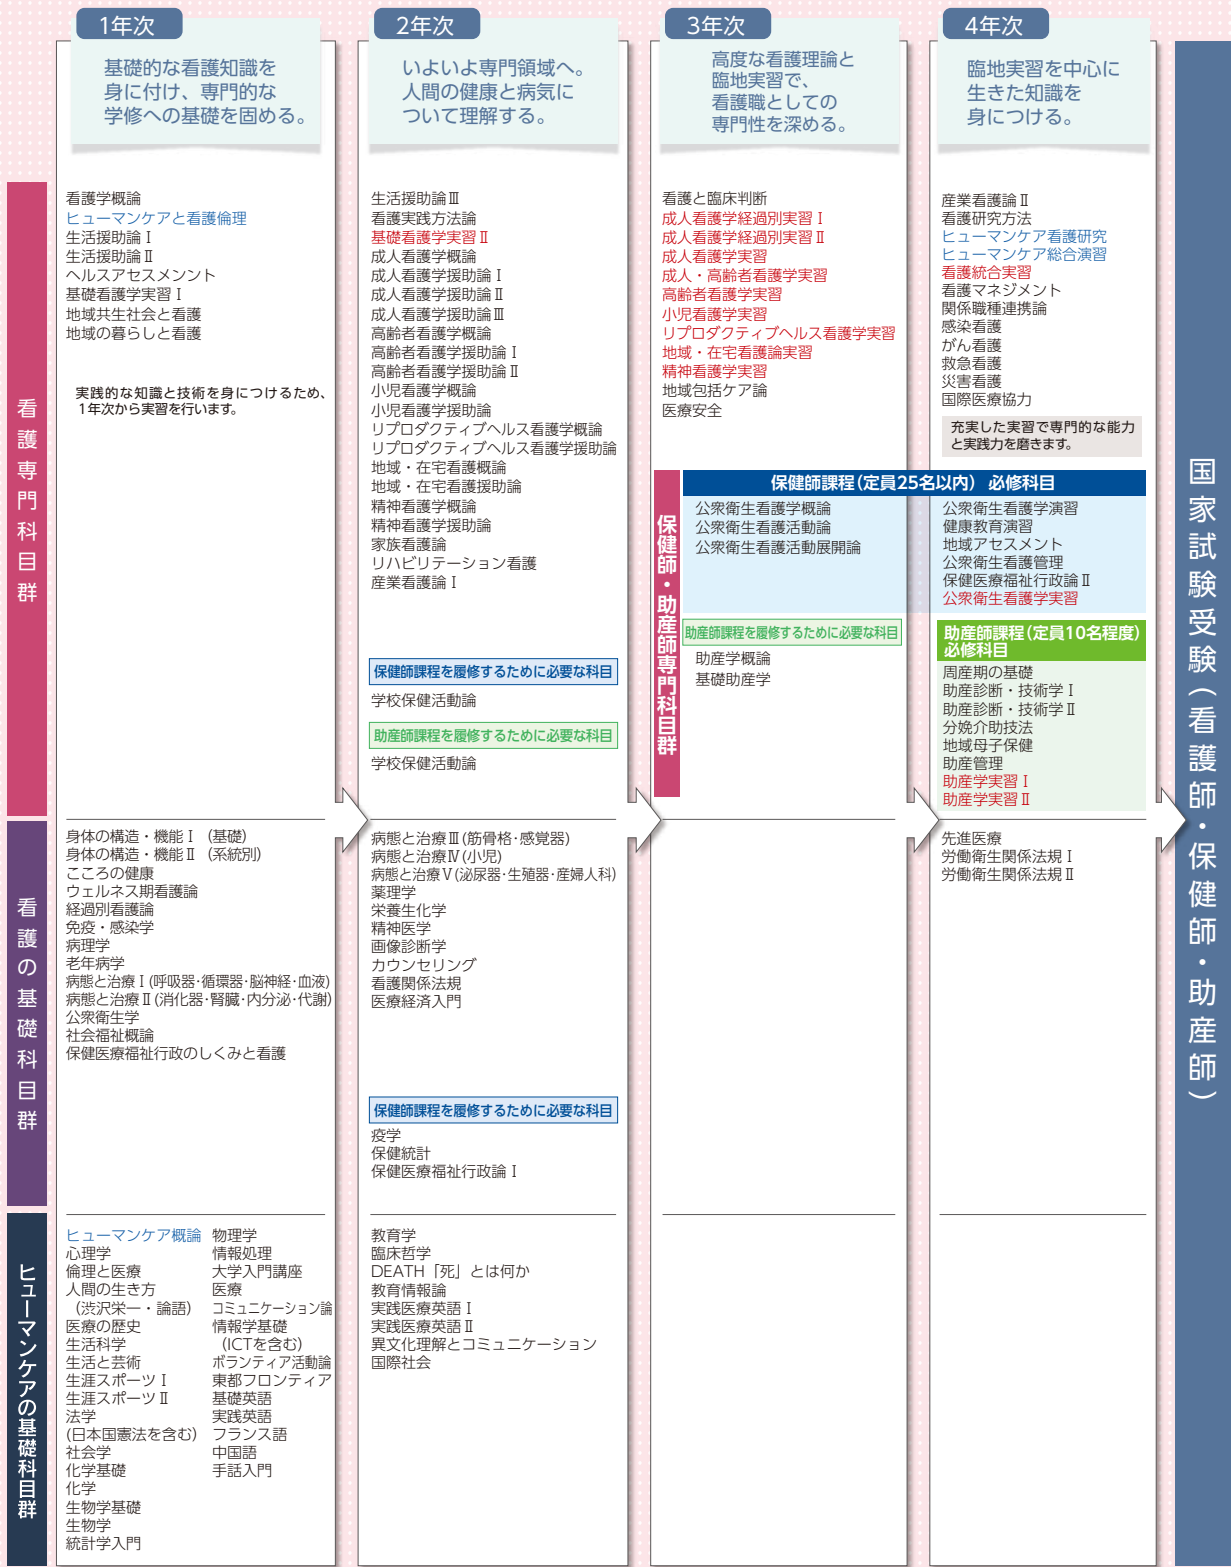 1年次
基礎的な看護知識を
身に付け、専門的な
学修への基礎を固める。
2年次
いよいよ専門領域へ。
人間の健康と病気に
ついて理解する。
3年次
高度な看護理論と
臨地実習で、
看護職としての
専門性を深める。
4年次
臨地実習を中心に
生きた知識を
身につける。
看護専門科目群
看護学概論
ヒューマンケアと看護倫理
生活援助論Ⅰ
生活援助論Ⅱ
ヘルスアセスメンント
基礎看護学実習Ⅰ
地域共生社会と看護
地域の暮らしと看護
実践的な知識と技術を身につけるため、
1年次から実習を行います。
生活援助論Ⅲ
看護実践方法論
基礎看護学実習Ⅱ
成人看護学概論
成人看護学援助論Ⅰ
成人看護学援助論Ⅱ
成人看護学援助論Ⅲ
高齢者看護学概論
高齢者看護学援助論Ⅰ
高齢者看護学援助論Ⅱ
小児看護学概論
小児看護学援助論
リプロダクティブヘルス看護学概論
リプロダクティブヘルス看護学援助論
地域・在宅看護概論
地域・在宅看護援助論
精神看護学概論
精神看護学援助論
家族看護論
リハビリテーション看護
産業看護論Ⅰ
保健師課程を履修するために必要な科目
学校保健活動論
助産師課程を履修するために必要な科目
学校保健活動論
看護と臨床判断
成人看護学経過別実習Ⅰ
成人看護学経過別実習Ⅱ
成人看護学実習
成人・高齢者看護学実習
高齢者看護学実習
小児看護学実習
リプロダクティブヘルス看護学実習
地域・在宅看護論実習
精神看護学実習
地域包括ケア論
医療安全
産業看護論Ⅱ
看護研究方法
ヒューマンケア看護研究
ヒューマンケア総合演習
看護統合実習
看護マネジメント
関係職種連携論
感染看護
がん看護
救急看護
災害看護
国際医療協力
充実した実習で専門的な能力
と実践力を磨きます。
保健師・助産師専門科目群
保健師課程(定員25名以内) 必修科目
公衆衛生看護学概論
公衆衛生看護活動論
公衆衛生看護活動展開論
公衆衛生看護学演習
健康教育演習
地域アセスメント
公衆衛生看護管理
保健医療福祉行政論Ⅱ
公衆衛生看護学実習
助産師課程を履修するために必要な科目
助産学概論
基礎助産学
助産師課程(定員10名程度)
必修科目
周産期の基礎
助産診断・技術学Ⅰ
助産診断・技術学Ⅱ
分娩介助技法
地域母子保健
助産管理
助産学実習Ⅰ
助産学実習Ⅱ
看護の基礎科目群
身体の構造・機能Ⅰ (基礎)
身体の構造・機能Ⅱ (系統別)
こころの健康
ウェルネス期看護論
経過別看護論
免疫・感染学
病理学
老年病学
病態と治療Ⅰ(呼吸器・循環器・脳神経・血液)
病態と治療Ⅱ(消化器・腎臓・内分泌・代謝)
公衆衛生学
社会福祉概論
保健医療福祉行政のしくみと看護
病態と治療Ⅲ(筋骨格・感覚器)
病態と治療Ⅳ(小児)
病態と治療Ⅴ(泌尿器・生殖器・産婦人科)
薬理学
栄養生化学
精神医学
画像診断学
カウンセリング
看護関係法規
医療経済入門
保健師課程を履修するために必要な科目
疫学
保健統計
保健医療福祉行政論Ⅰ
先進医療
労働衛生関係法規Ⅰ
労働衛生関係法規Ⅱ
ヒューマンケアの基礎科目群
ヒューマンケア概論
心理学
倫理と医療
人間の生き方
(渋沢栄一・論語)
医療の歴史
生活科学
生活と芸術
生涯スポーツⅠ
生涯スポーツⅡ
法学
(日本国憲法を含む)
社会学
化学基礎
化学
生物学基礎
生物学
統計学入門
物理学
情報処理
大学入門講座
医療
コミュニケーション論
情報学基礎
(ICTを含む)
ボランティア活動論
東都フロンティア
基礎英語
実践英語
フランス語
中国語
手話入門
教育学
臨床哲学
DEATH「死」とは何か
教育情報論
実践医療英語Ⅰ
実践医療英語Ⅱ
異文化理解とコミュニケーション
国際社会
国家試験受験(看護師・保健師・助産師)